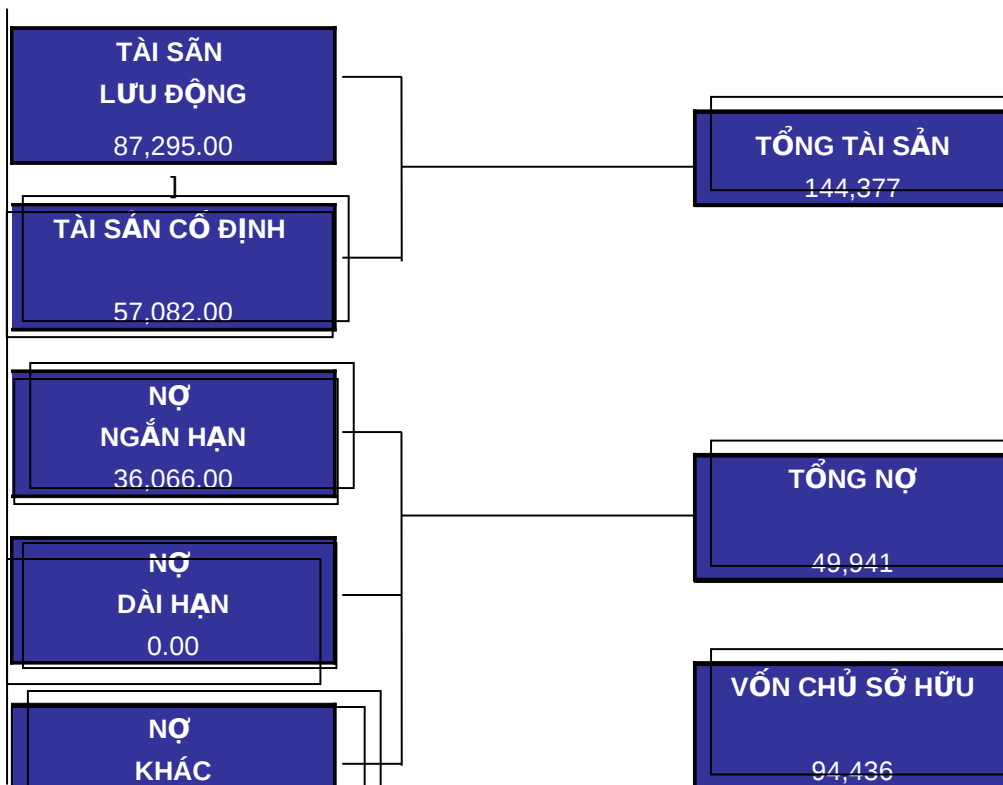 TÀI SÃN
LƯU ĐỘNG
87,295.00
]
TÀI SẢN CỐ ĐỊNH
57,082.00
NỢ
NGẮN HẠN
36,066.00
NỢ
DÀI HẠN
0.00
NỢ
KHÁC
TỔNG TÀI SẢN
144,377
TỔNG NỢ
49,941
VỐN CHỦ SỞ HỮU
94,436